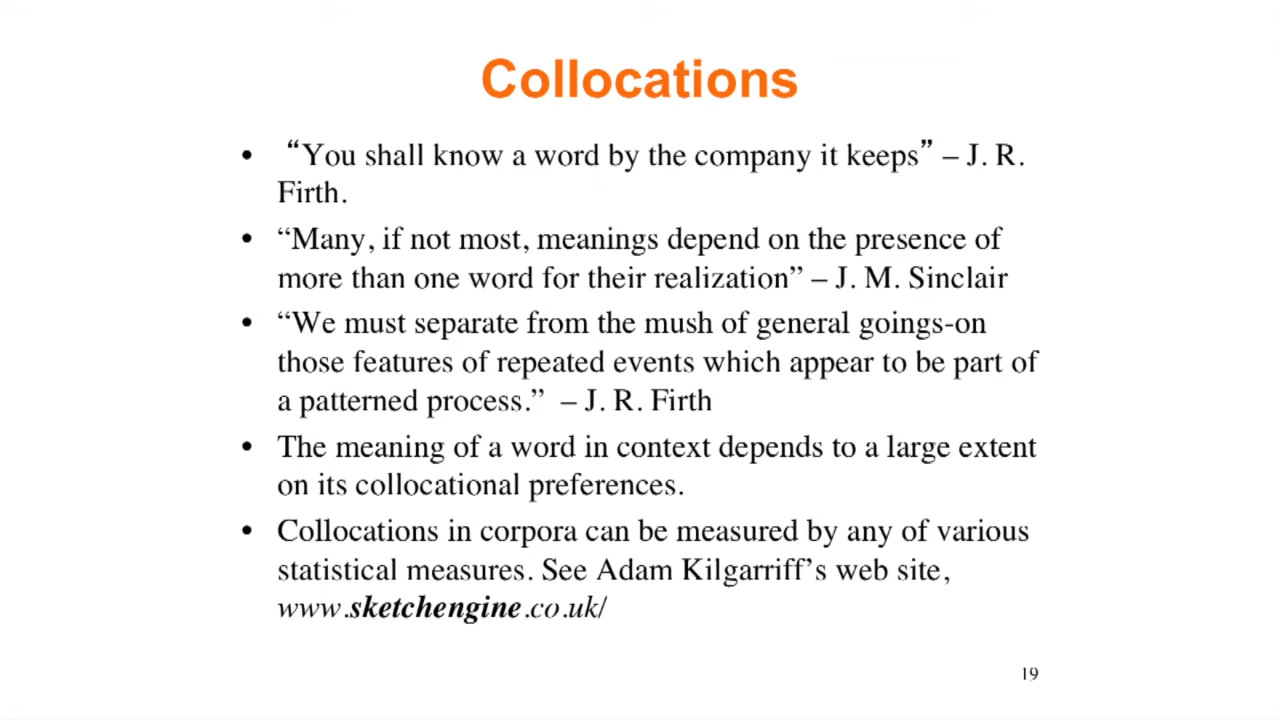 Collocations
• “You shall know a word by the company it keeps” – J. R.
Firth.
• “Many, if not most, meanings depend on the presence of
more than one word for their realization” – J. M. Sinclair
• “We must separate from the mush of general goings-on
those features of repeated events which appear to be part of
a patterned process.” – J. R. Firth
• The meaning of a word in context depends to a large extent
on its collocational preferences.
• Collocations in corpora can be measured by any of various
statistical measures. See Adam Kilgarriff’s web site,
www.sketchengine.co.uk/
19